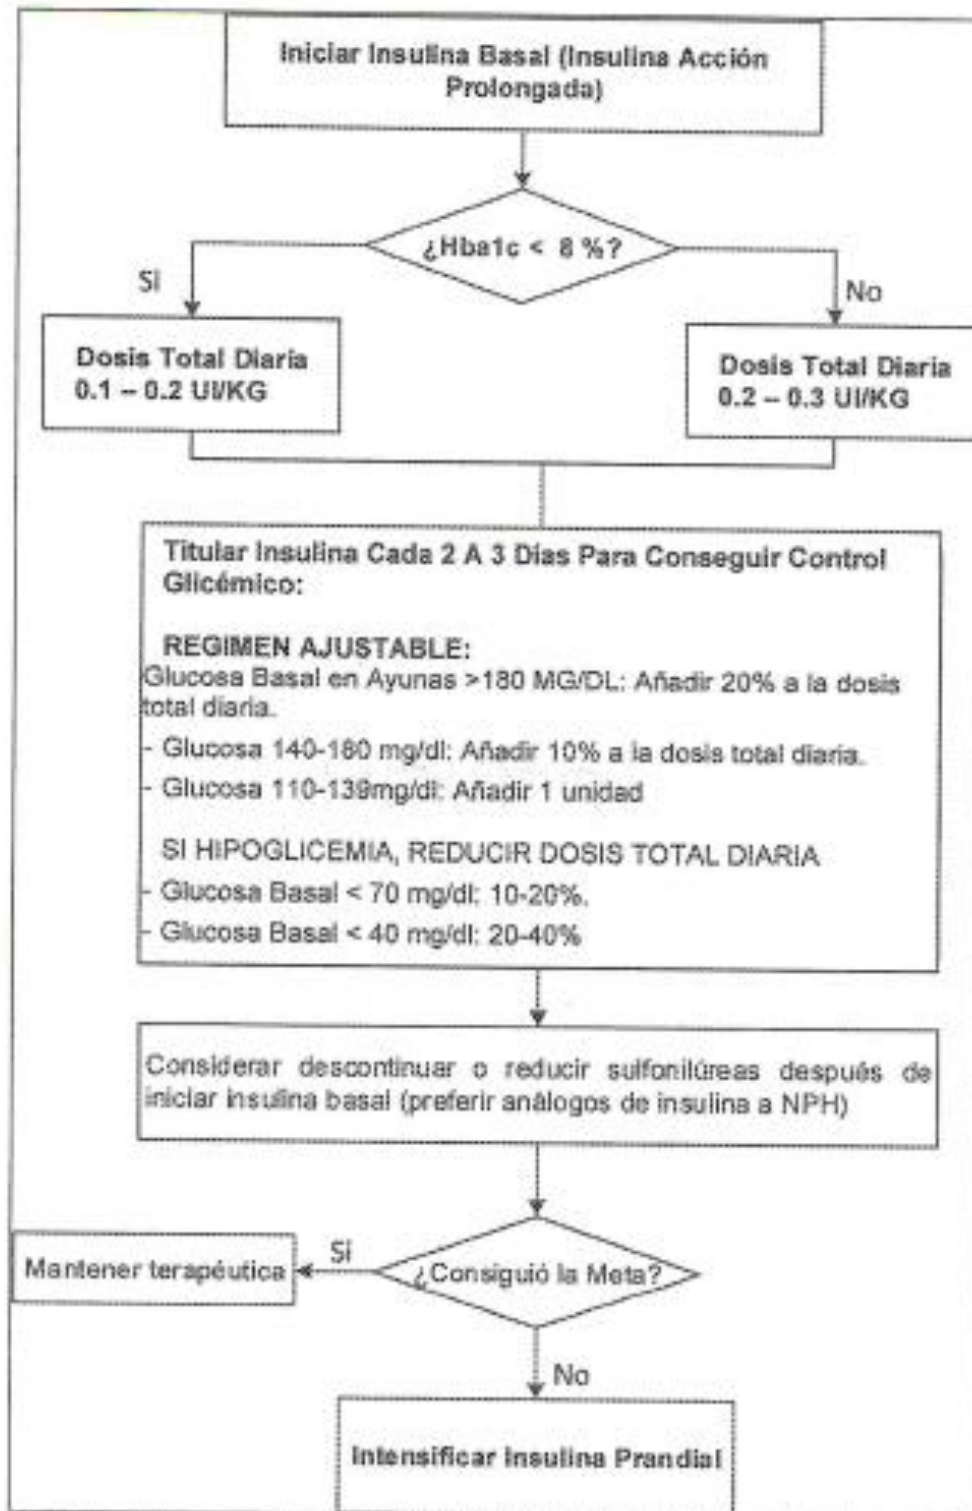 Iniciar Insulina Basal (Insulina Acción
Prolongada)
¿Hba1c < 8 %?
Si
No
Dosis Total Diaria
0.1 – 0.2 UI/KG
Dosis Total Diaria
0.2 – 0.3 UI/KG
Titular Insulina Cada 2 A 3 Dias Para Conseguir Control
Glicémico:
REGIMEN AJUSTABLE:
Glucosa Basal en Ayunas >180 MG/DL: Añadir 20% a la dosis
total diaria.
- Glucosa 140-180 mg/dl: Añadir 10% a la dosis total diaria.
- Glucosa 110-139mg/dl: Añadir 1 unidad
SI HIPOGLICEMIA, REDUCIR DOSIS TOTAL DIARIA
- Glucosa Basal < 70 mg/dl: 10-20%.
- Glucosa Basal < 40 mg/dl: 20-40%
Considerar descontinuar o reducir sulfonilúreas después de
iniciar insulina basal (preferir análogos de insulina a NPH)
¿Consiguió la Meta?
Sí
Mantener terapéutica
No
Intensificar Insulina Prandial